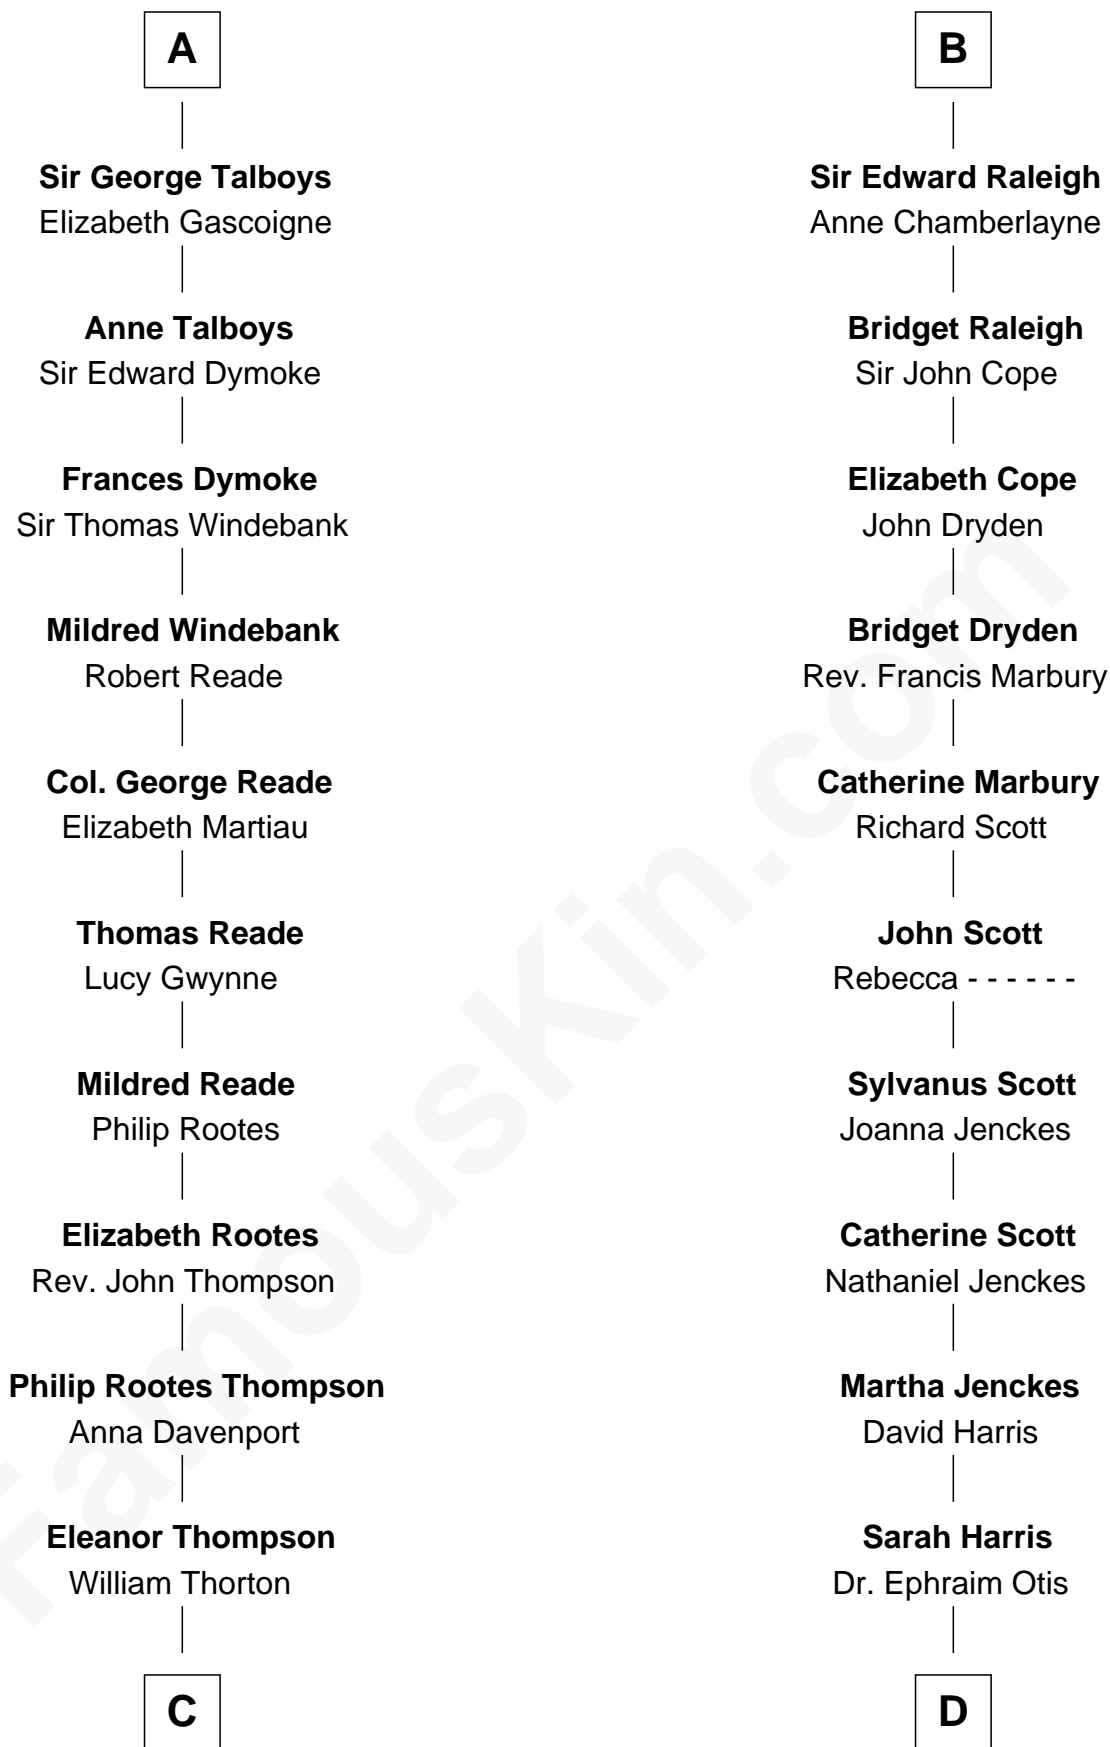 A
Sir George Talboys
Elizabeth Gascoigne
Anne Talboys
Sir Edward Dymoke
Frances Dymoke
Sir Thomas Windebank
Mildred Windebank
Robert Reade
Col. George Reade
Elizabeth Martiau
Thomas Reade
Lucy Gwynne
Mildred Reade
Philip Rootes
Elizabeth Rootes
Rev. John Thompson
Philip Rootes Thompson
Anna Davenport
Eleanor Thompson
William Thorton
C
B
Sir Edward Raleigh
Anne Chamberlayne
Bridget Raleigh
Sir John Cope
Elizabeth Cope
John Dryden
Bridget Dryden
Rev. Francis Marbury
Catherine Marbury
Richard Scott
John Scott
Rebecca - - - - - -
Sylvanus Scott
Joanna Jenckes
Catherine Scott
Nathaniel Jenckes
Martha Jenckes
David Harris
Sarah Harris
Dr. Ephraim Otis
D
FamousKin.com